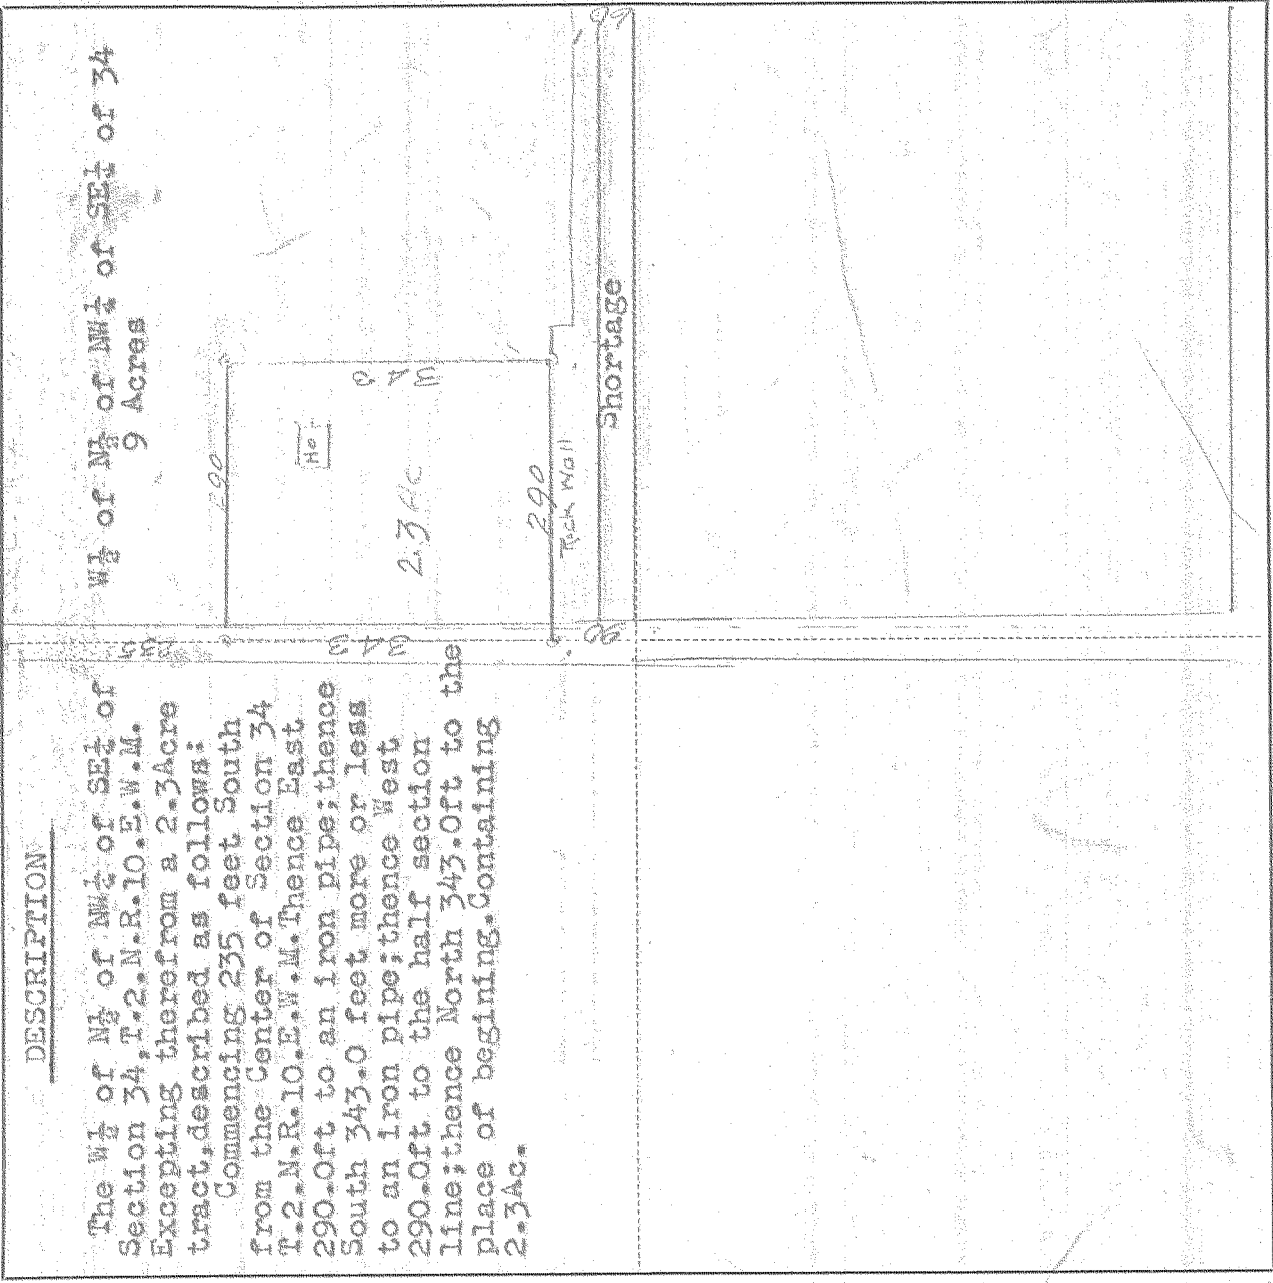 DESCRIPTION
The W½ of N½ of NW¼ of SE¼ of
Section 34,T.2.N.R.10.E.W.M.
Excepting therefrom a 2.3Acre
tract,described as follows:
Commencing 235 feet South
from the Center of Section 34
T.2.N.R.10.E.W.M.Thence East
290.0ft to an iron pipe;thence
South 343.0 feet more or less
to an iron pipe;thence West
290.0ft to the half section
line;thence North 343.0ft to the
place of begining.Containing
2.3Ac.
W½ of N½ of NW¼ of SE¼ of 34
9 Acres
235
290
Ho.
343
343
2.3 Ac
290
Rock Wall
Shortage